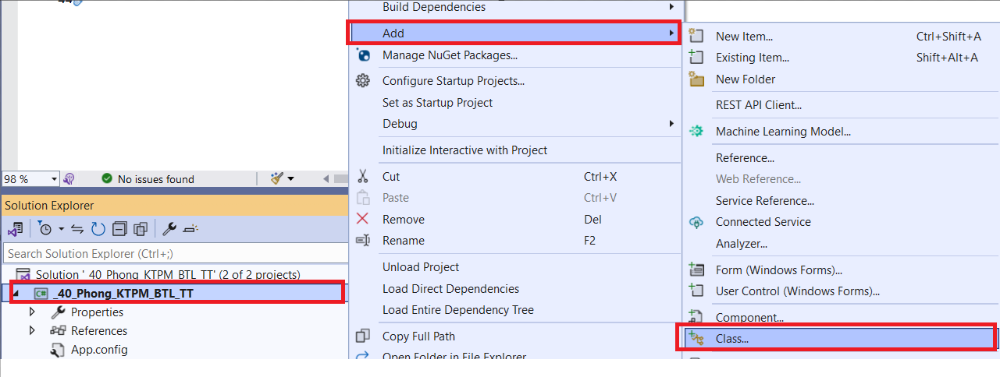 44
Build Dependencies
Add
Manage NuGet Packages...
Configure Startup Projects...
Set as Startup Project
Debug
Initialize Interactive with Project
Cut Ctrl+X
Paste Ctrl+V
Remove Del
Rename F2
Unload Project
Load Direct Dependencies
Load Entire Dependency Tree
Copy Full Path
Open Folder in File Explorer
New Item... Ctrl+Shift+A
Existing Item... Shift+Alt+A
New Folder
REST API Client...
Machine Learning Model...
Reference...
Web Reference...
Service Reference...
Connected Service
Analyzer...
Form (Windows Forms)...
User Control (Windows Forms)...
Component...
Class...
98 % No issues found
Solution Explorer
Search Solution Explorer (Ctrl+;)
Solution '_40_Phong_KTPM_BTL_TT' (2 of 2 projects)
C# _40_Phong_KTPM_BTL_TT
Properties
References
App.config